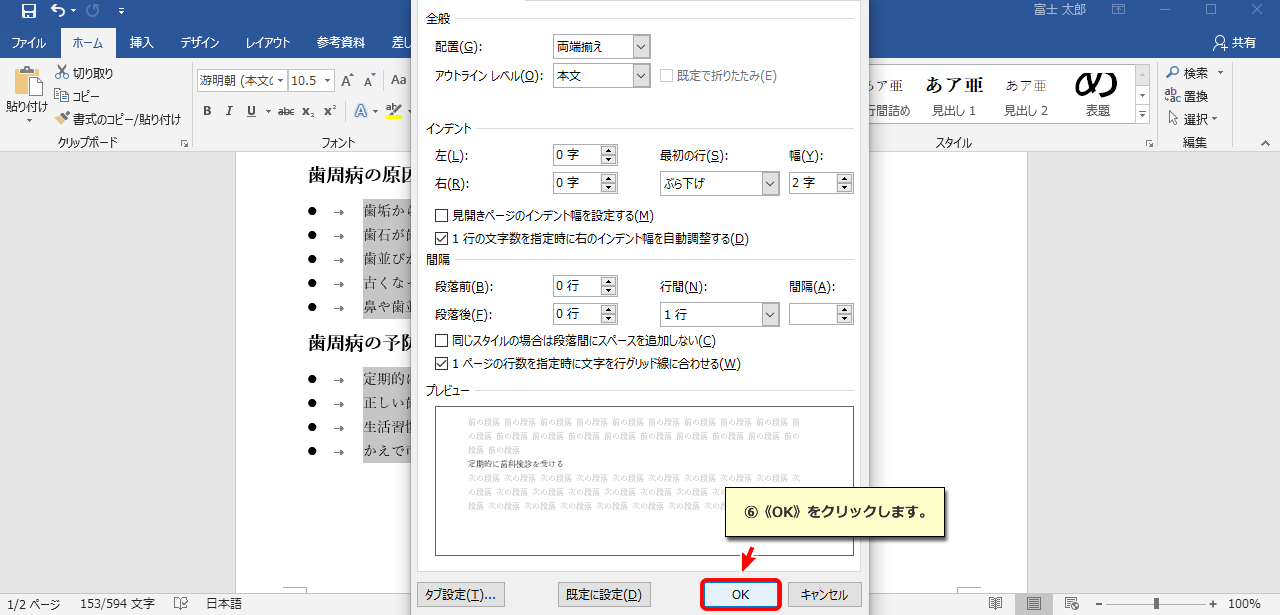 富士 太郎
ファイル ホーム 挿入 デザイン レイアウト 参考資料 差し 共有
貼り付け
切り取り
コピー
書式のコピー/貼り付け
クリップボード
游明朝 (本文 10.5 A A Aa
B I U abc x₂ x² A ab
フォント
あア亜 あア亜
行間詰め 見出し 1 見出し 2 表題
スタイル
検索
置換
選択
編集
歯周病の原因
歯垢から
歯石が
歯並びが
古くなっ
鼻や歯
歯周病の予防
定期的に
正しい
生活習慣
かえで
全般
配置(G): 両端揃え
アウトライン レベル(O): 本文 既定で折りたたみ(E)
インデント
左(L): 0 字 最初の行(S): 幅(Y):
右(R): 0 字 ぶら下げ 2 字
見開きページのインデント幅を設定する(M)
1 行の文字数を指定時に右のインデント幅を自動調整する(D)
間隔
段落前(B): 0 行 行間(N): 間隔(A):
段落後(F): 0 行 1 行
同じスタイルの場合は段落間にスペースを追加しない(C)
1 ページの行数を指定時に文字を行グリッド線に合わせる(W)
プレビュー
前の段落 前の段落 前の段落 前の段落 前の段落 前の段落 前の段落 前の段落 前の段落 前
の段落 前の段落 前の段落 前の段落 前の段落 前の段落 前の段落 前の段落 前の段落 前の
段落 前の段落
定期的に歯科検診を受ける
次の段落 次の段落 次の段落 次の段落 次の段落 次の段落 次の段落 次の段落 次の段落 次
の段落 次の段落 次の段落 次の段落 次の段落 次の段落 次の
段落 次の段落 次の段落 次の段落 次の段落 次の段落 次の段落
⑥《OK》をクリックします。
タブ設定(T)... 既定に設定(D) OK キャンセル
1/2 ページ 153/594 文字 日本語 100%